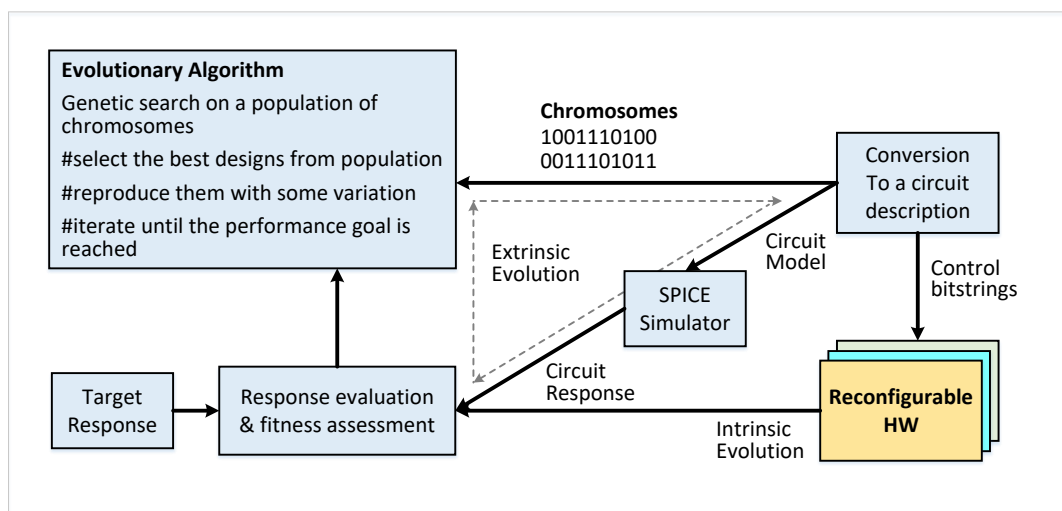 Evolutionary Algorithm
Genetic search on a population of
chromosomes
#select the best designs from population
#reproduce them with some variation
#iterate until the performance goal is
reached
Chromosomes
1001110100
0011101011
Conversion
To a circuit
description
Extrinsic
Evolution
Circuit
Model
SPICE
Simulator
Control
bitstrings
Target
Response
Response evaluation
& fitness assessment
Circuit
Response
Intrinsic
Evolution
Reconfigurable
HW